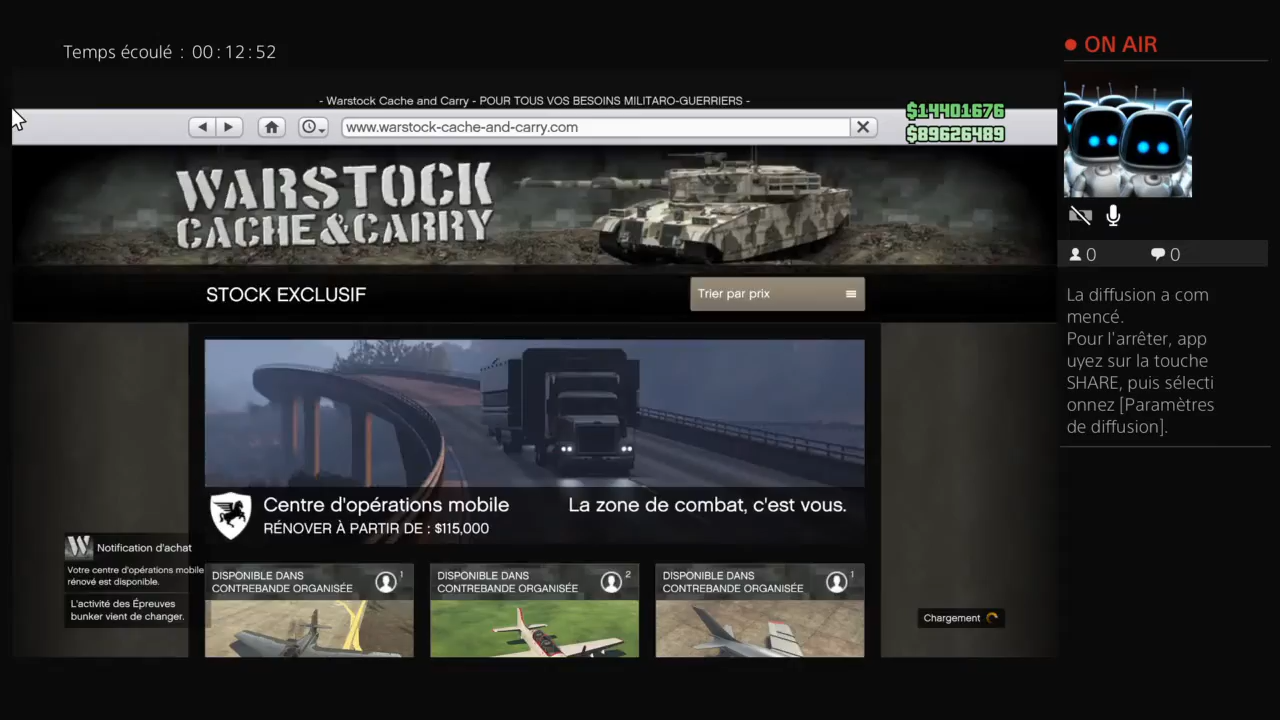 Temps écoulé : 00:12:52
ON AIR
- Warstock Cache and Carry - POUR TOUS VOS BESOINS MILITARO-GUERRIERS -
$14401676
www.warstock-cache-and-carry.com
$89626489
WARSTOCK
CACHE&CARRY
0
0
STOCK EXCLUSIF
Trier par prix
La diffusion a com
mencé.
Pour l'arrêter, app
uyez sur la touche
SHARE, puis sélecti
onnez [Paramètres
de diffusion].
Centre d'opérations mobile
La zone de combat, c'est vous.
RÉNOVER À PARTIR DE : $115,000
Notification d'achat
Votre centre d'opérations mobile
rénové est disponible.
L'activité des Épreuves
bunker vient de changer.
DISPONIBLE DANS
CONTREBANDE ORGANISÉE
1
DISPONIBLE DANS
CONTREBANDE ORGANISÉE
2
DISPONIBLE DANS
CONTREBANDE ORGANISÉE
1
Chargement